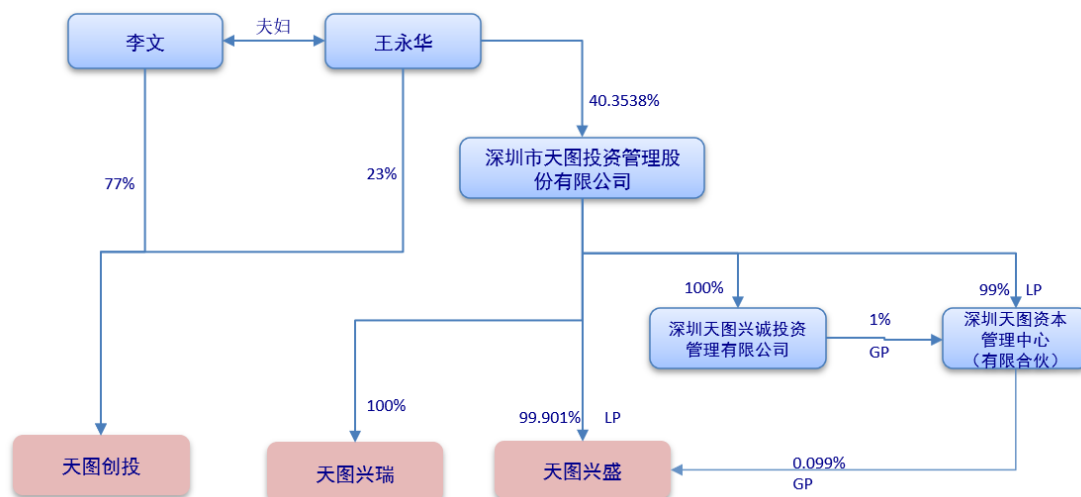 夫妇
李文
王永华
40.3538%
深圳市天图投资管理股
份有限公司
77%
23%
100%
99% LP
深圳天图兴诚投资
管理有限公司
1%
GP
深圳天图资本
管理中心
（有限合伙）
100%
99.901% LP
天图创投
天图兴瑞
天图兴盛
0.099%
GP